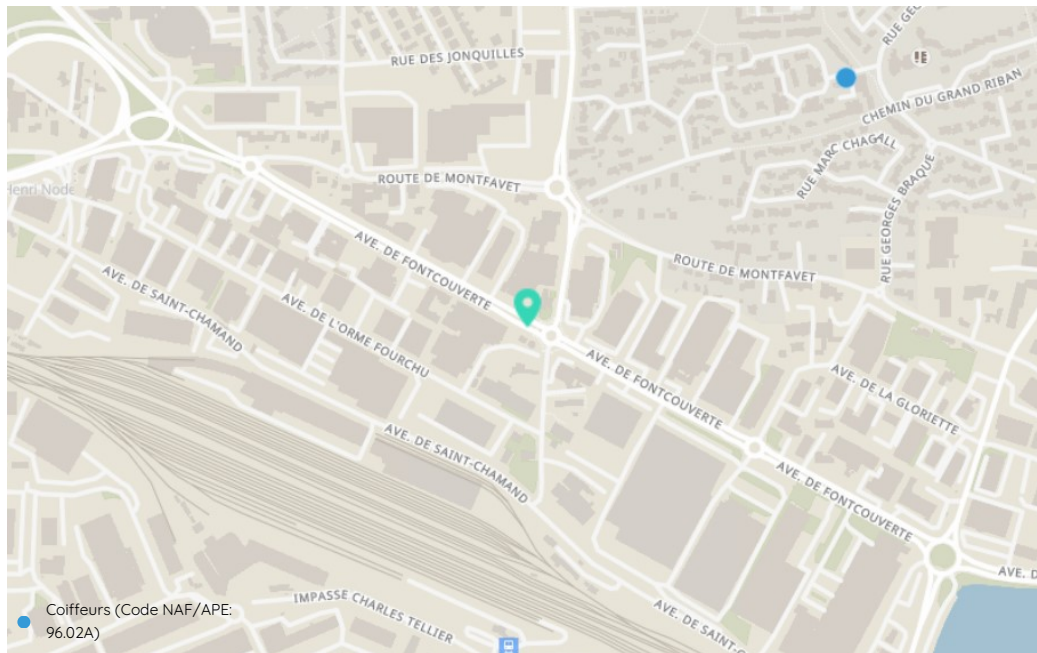 RUE GEO
RUE DES JONQUILLES
CHEMIN DU GRAND RIBAN
RUE MARC CHAGALL
Henri Node
ROUTE DE MONTFAVET
RUE GEORGES BRAQUE
AVE. DE FONTCOUVERTE
ROUTE DE MONTFAVET
AVE. DE SAINT-CHAMAND
AVE. DE L'ORME FOURCHU
AVE. DE FONTCOUVERTE
AVE. DE LA GLORIETTE
AVE. DE SAINT-CHAMAND
AVE. DE FONTCOUVERTE
AVE. D
IMPASSE CHARLES TELLIER
AVE. DE SAINT-C
Coiffeurs (Code NAF/APE:
96.02A)